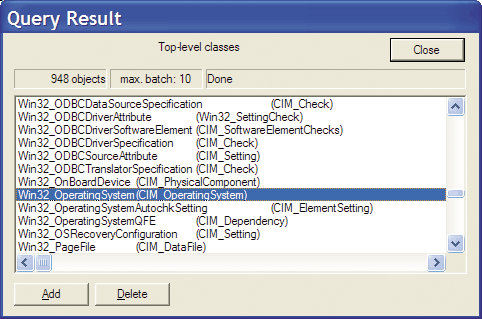 Query Result
Top-level classes
Close
948 objects max. batch: 10 Done
Win32_ODBCDataSourceSpecification (CIM_Check)
Win32_ODBCDriverAttribute (Win32_SettingCheck)
Win32_ODBCDriverSoftwareElement (CIM_SoftwareElementChecks)
Win32_ODBCDriverSpecification (CIM_Check)
Win32_ODBCSourceAttribute (CIM_Setting)
Win32_ODBCTranslatorSpecification (CIM_Check)
Win32_OnBoardDevice (CIM_PhysicalComponent)
Win32_OperatingSystem (CIM_OperatingSystem)
Win32_OperatingSystemAutochkSetting (CIM_ElementSetting)
Win32_OperatingSystemQFE (CIM_Dependency)
Win32_OSRecoveryConfiguration (CIM_Setting)
Win32_PageFile (CIM_DataFile)
Add Delete